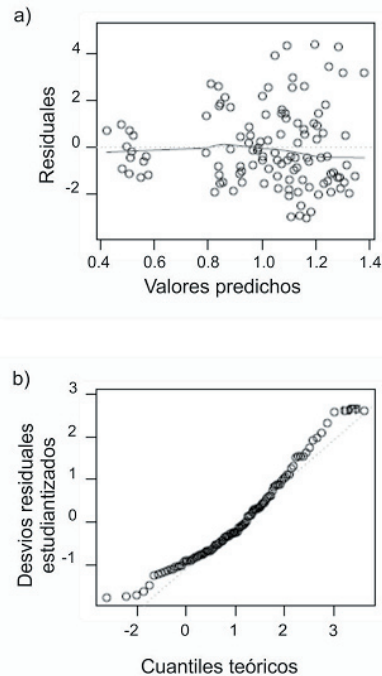 a)
Residuales
4
2
0
-2
0.4 0.6 0.8 1.0 1.2 1.4
Valores predichos
b)
Desvios residuales
estudiantizados
3
2
1
0
-1
-2 0 1 2 3
Cuantiles teóricos